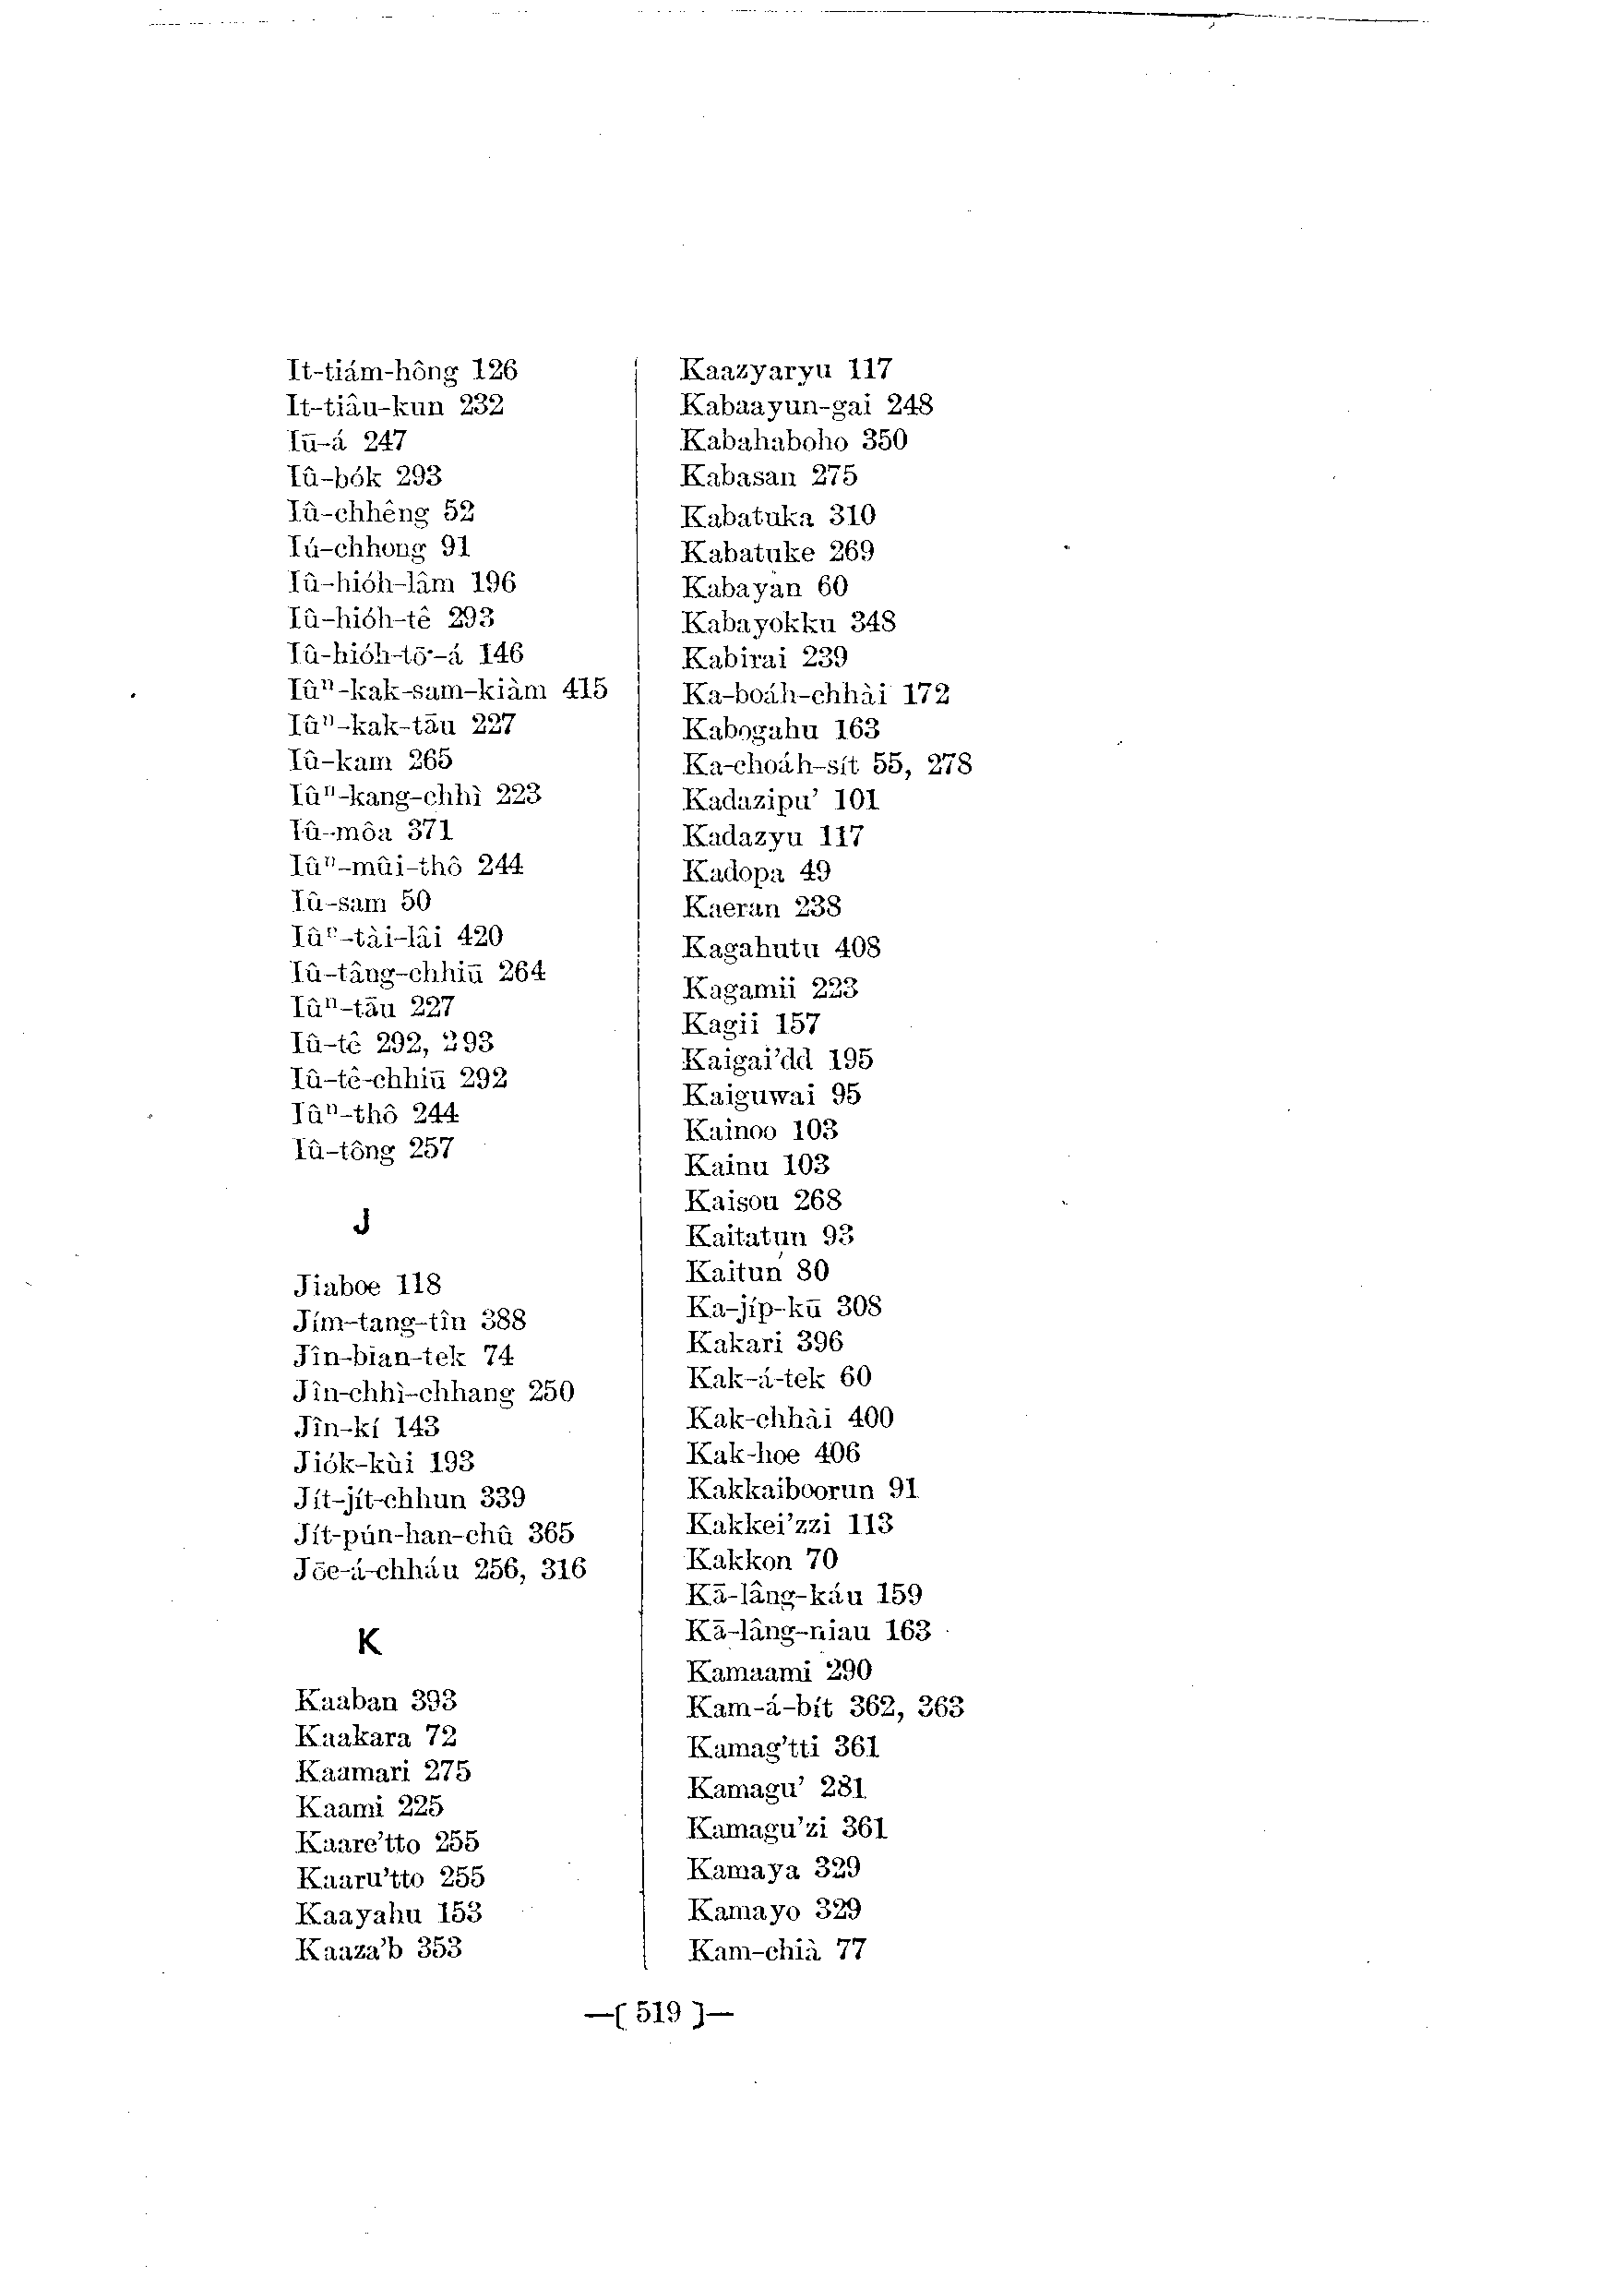 It-tiám-hông 126
It-tiâu-kun 232
Iū-á 247
Iû-bók 293
Iû-chhêng 52
Iú-chhong 91
Iû-hióh-lâm 196
Iû-hióh-tê 293
Iû-hióh-tō·-á 146
Iûⁿ-kak-sam-kiàm 415
Iûⁿ-kak-tāu 227
Iû-kam 265
Iûⁿ-kang-chhì 223
Iû-môa 371
Iûⁿ-mûi-thô 244
Iû-sam 50
Iûⁿ-tài-lâi 420
Iû-tâng-chhiū 264
Iûⁿ-tāu 227
Iû-tê 292, 293
Iû-tê-chhiū 292
Iûⁿ-thô 244
Iû-tông 257
J
Jiaboe 118
Jím-tang-tîn 388
Jîn-bīan-tek 74
Jîn-chhì-chhang 250
Jîn-kí 143
Jiók-kùi 193
Jít-jít-chhun 339
Jít-pún-han-chû 365
Jōe-á-chháu 256, 316
K
Kaaban 393
Kaakara 72
Kaamari 275
Kaami 225
Kaare'tto 255
Kaaru'tto 255
Kaayahu 153
Kaaza'b 353
Kaazyaryu 117
Kabaayun-gai 248
Kabahaboho 350
Kabasan 275
Kabatuka 310
Kabatuke 269
Kabayan 60
Kabayokku 348
Kabirai 239
Ka-boáh-chhài 172
Kabogahu 163
Ka-choáh-sít 55, 278
Kadazipu' 101
Kadazyu 117
Kadopa 49
Kaeran 238
Kagahutu 408
Kagamii 223
Kagii 157
Kaigai'dd 195
Kaiguwai 95
Kainoo 103
Kainu 103
Kaisou 268
Kaitatun 93
Kaitun 80
Ka-jíp-kū 308
Kakari 396
Kak-á-tek 60
Kak-chhài 400
Kak-hoe 406
Kakkaiboorun 91
Kakkei'zzi 113
Kakkon 70
Kā-lâng-káu 159
Kā-lâng-niau 163
Kamaami 290
Kam-á-bít 362, 363
Kamag'tti 361
Kamagu' 281
Kamagu'zi 361
Kamaya 329
Kamayo 329
Kam-chià 77
—[ 519 ]—